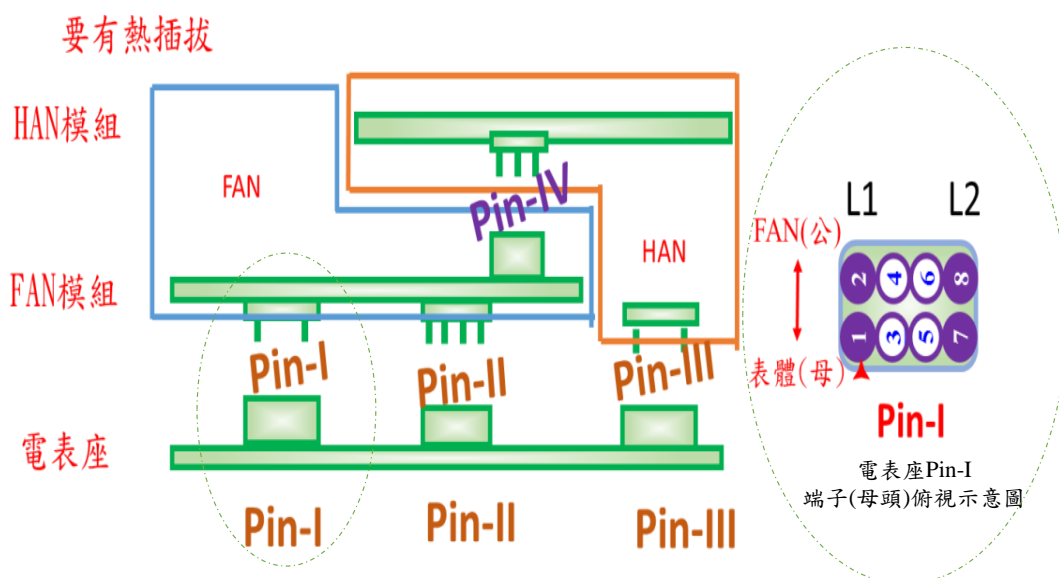 要有熱插拔
HAN模組
FAN
Pin-IV
HAN
FAN模組
Pin-I
Pin-II
Pin-III
電表座
Pin-I
Pin-II
Pin-III
L1 L2
FAN(公)
2 4 6 8
1 3 5 7
表體(母)
Pin-I
電表座Pin-I
端子(母頭)俯視示意圖